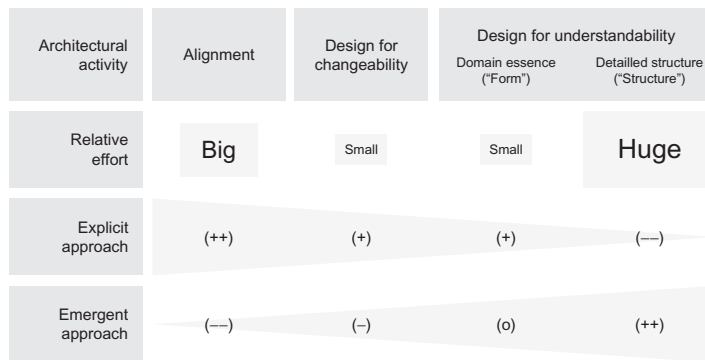 Architectural
activity
Alignment
Design for
changeability
Design for understandability
Domain essence
("Form")
Detailled structure
("Structure")
Relative
effort
Big
Small
Small
Huge
Explicit
approach
(++)
(+)
(+)
(−−)
Emergent
approach
(−−)
(−)
(o)
(++)